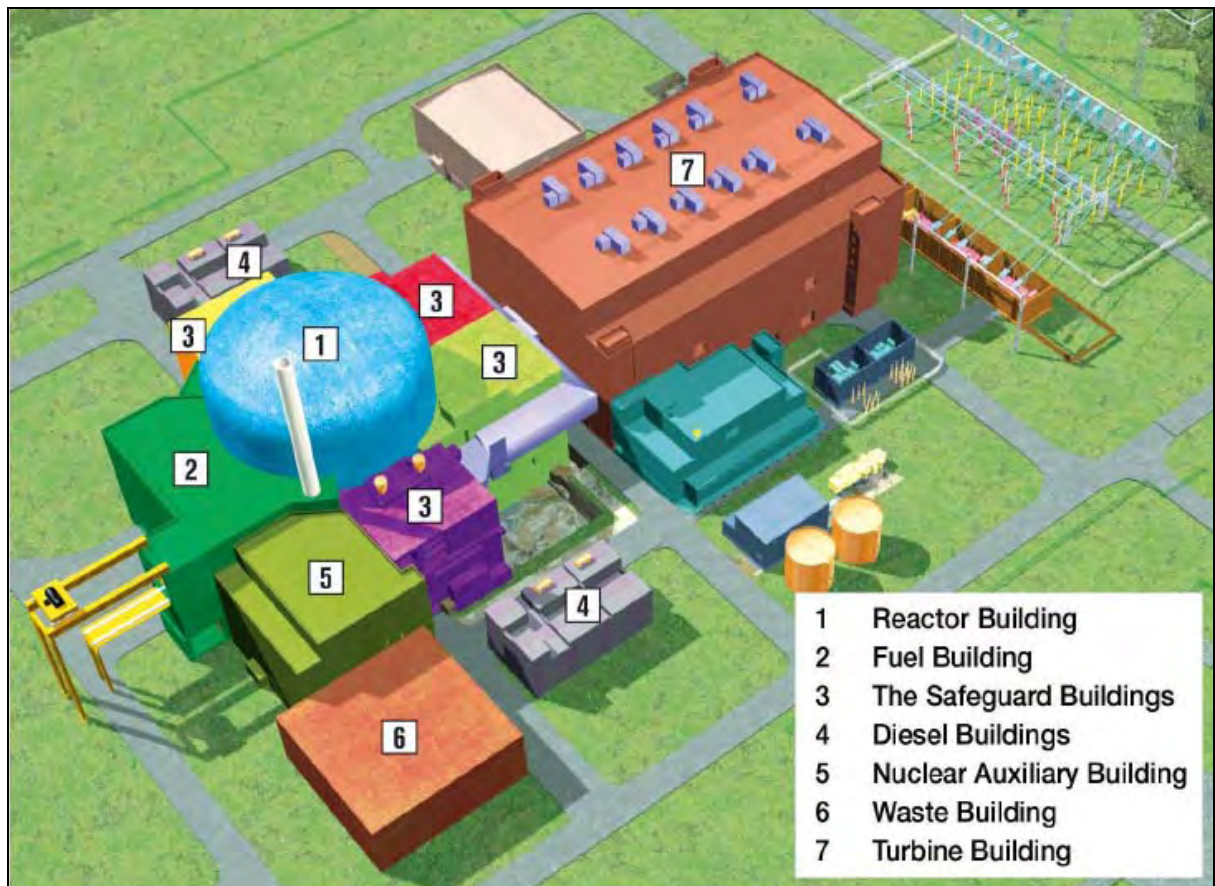 7
4
3
3
1
3
2
3
5
4
6
1 Reactor Building
2 Fuel Building
3 The Safeguard Buildings
4 Diesel Buildings
5 Nuclear Auxiliary Building
6 Waste Building
7 Turbine Building